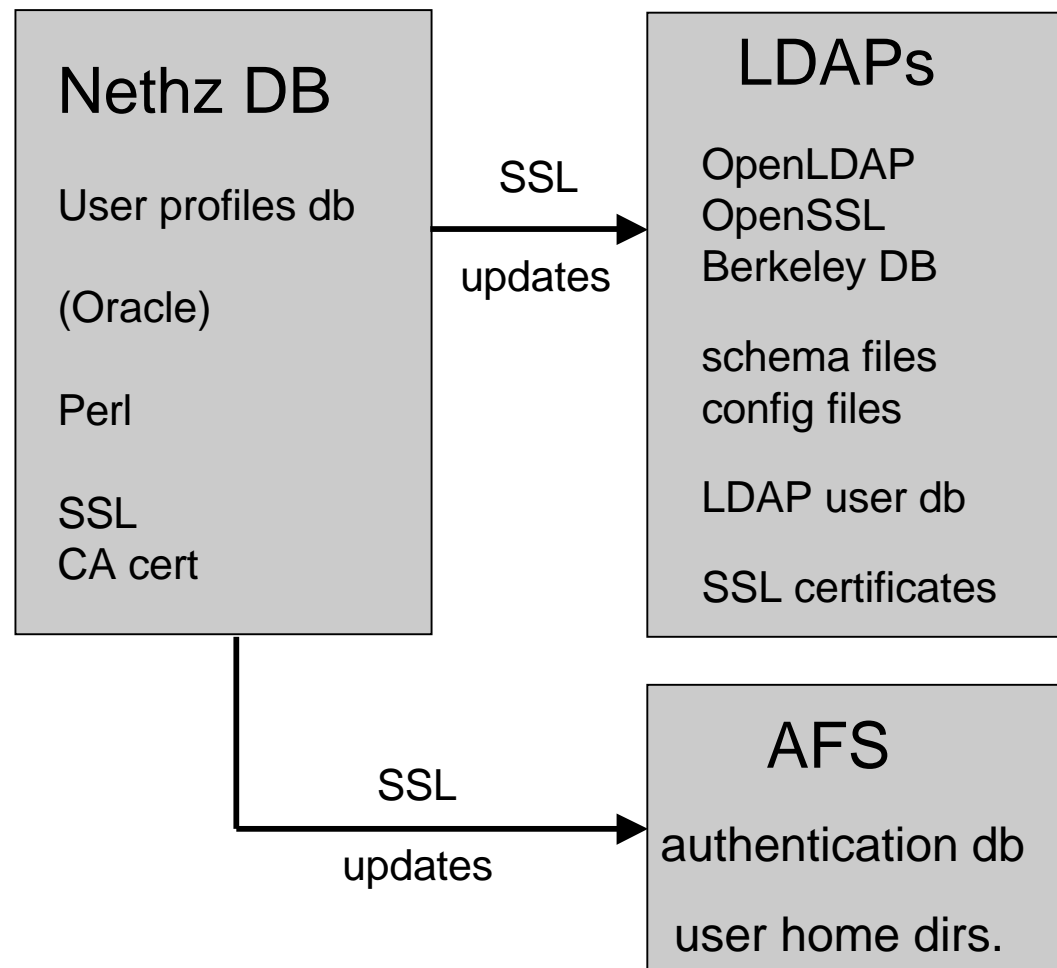 Nethz DB
User profiles db
(Oracle)
Perl
SSL
CA cert
SSL
updates
LDAPs
OpenLDAP
OpenSSL
Berkeley DB
schema files
config files
LDAP user db
SSL certificates
SSL
updates
AFS
authentication db
user home dirs.